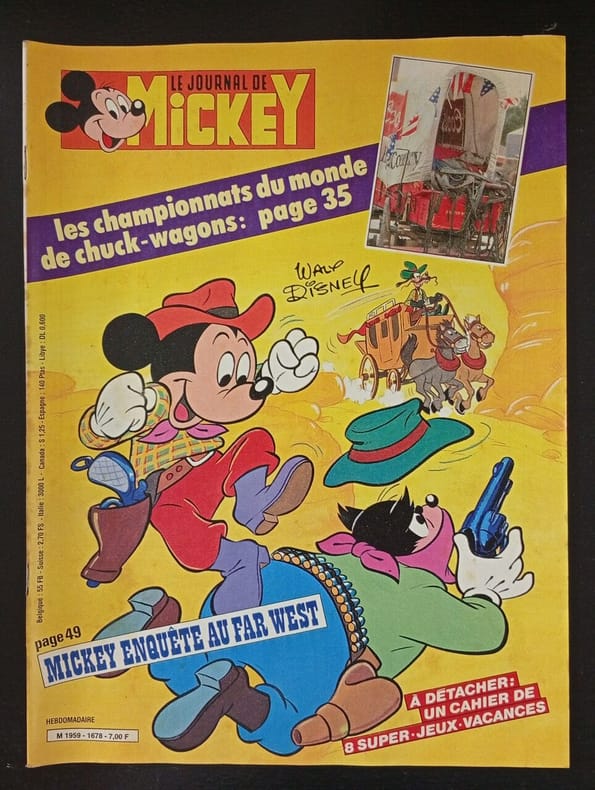 LE JOURNAL DE
MiCKEY
les championnats du monde
de chuck-wagons: page 35
WALT
DISNEY
Belgique : 55 FB - Suisse : 2,70 FS - Italie : 3000 L - Canada : $ 1,25 - Espagne : 140 Ptas - Libye : DL 0,600
page 49
MICKEY ENQUÊTE AU FAR WEST
À DÉTACHER:
UN CAHIER DE
8 SUPER-JEUX-VACANCES
HEBDOMADAIRE
M 1959 - 1678 - 7,00 F